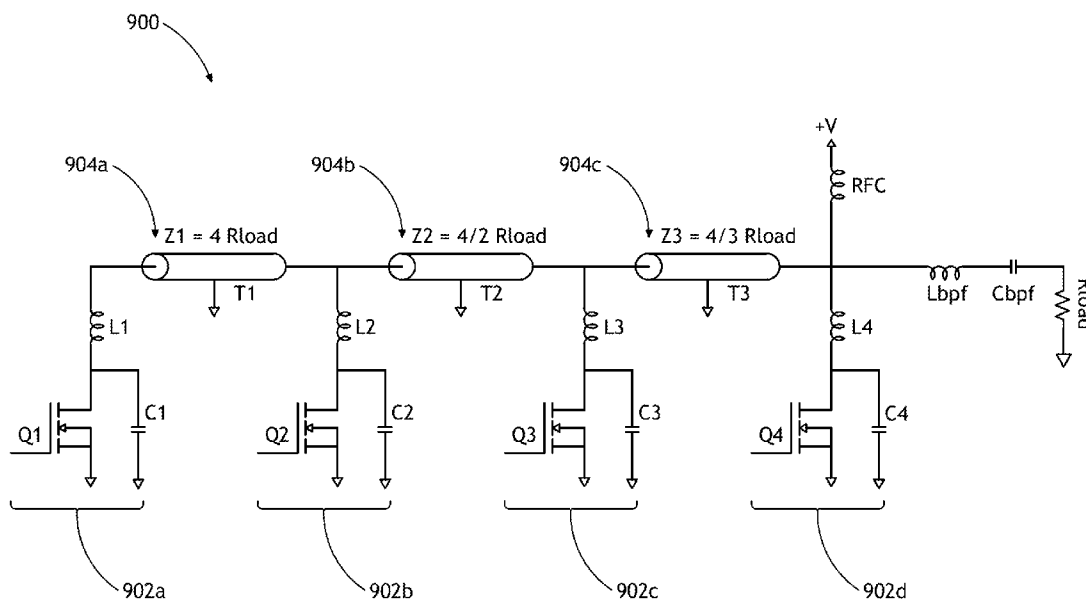 900
+V
904a
904b
904c
RFC
Z1 = 4 Rload
Z2 = 4/2 Rload
Z3 = 4/3 Rload
T1
T2
T3
Lbpf
Cbpf
Rload
L1
L2
L3
L4
C1
C2
C3
C4
Q1
Q2
Q3
Q4
902a
902b
902c
902d